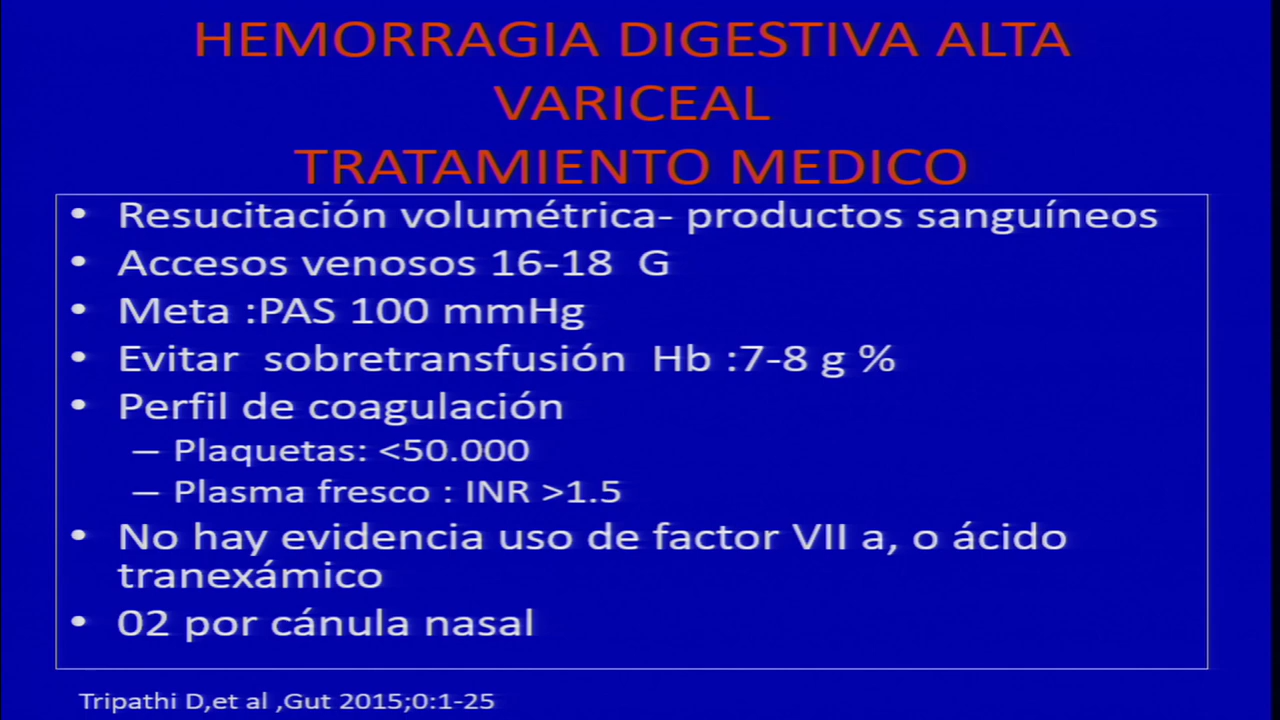 HEMORRAGIA DIGESTIVA ALTA
VARICEAL
TRATAMIENTO MEDICO
• Resucitación volumétrica- productos sanguíneos
• Accesos venosos 16-18 G
• Meta :PAS 100 mmHg
• Evitar sobretransfusión Hb :7-8 g %
• Perfil de coagulación
– Plaquetas: <50.000
– Plasma fresco : INR >1.5
• No hay evidencia uso de factor VII a, o ácido
tranexámico
• 02 por cánula nasal
Tripathi D,et al ,Gut 2015;0:1-25